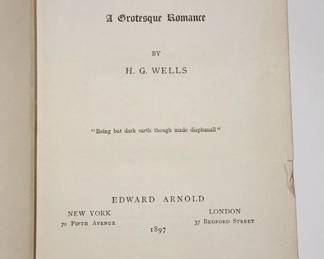 A Grotesque Romance
BY
H. G. WELLS
"Being but dark earth though made diaphanall"
EDWARD ARNOLD
NEW YORK LONDON
70 FIFTH AVENUE 37 BEDFORD STREET
1897